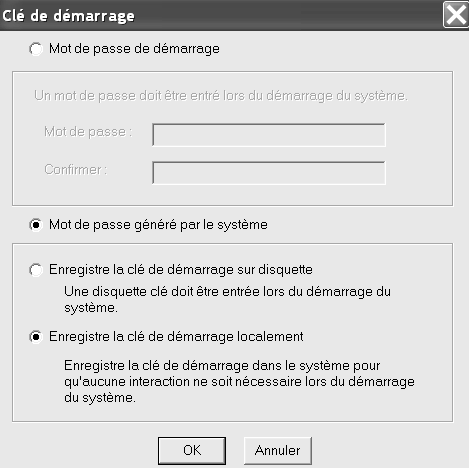 Clé de démarrage
Mot de passe de démarrage
Un mot de passe doit être entré lors du démarrage du système.
Mot de passe :
Confirmer :
Mot de passe généré par le système
Enregistre la clé de démarrage sur disquette
Une disquette clé doit être entrée lors du démarrage du
système.
Enregistre la clé de démarrage localement
Enregistre la clé de démarrage dans le système pour
qu'aucune interaction ne soit nécessaire lors du démarrage
du système.
OK
Annuler